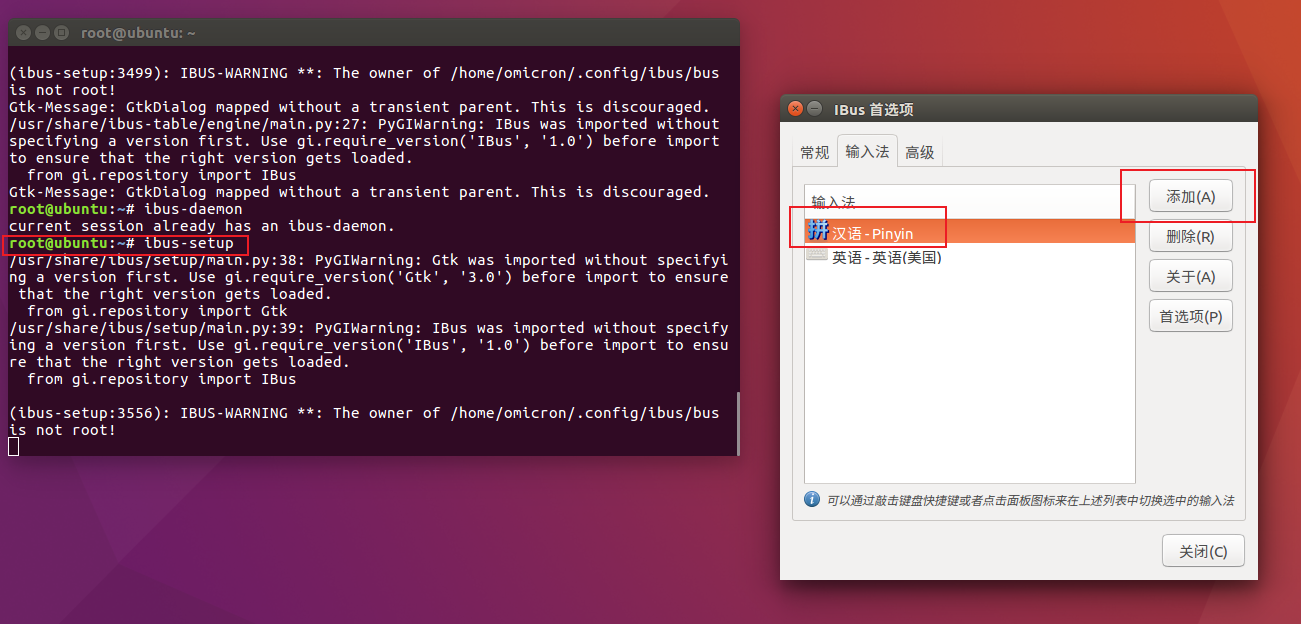 root@ubuntu: ~
(ibus-setup:3499): IBUS-WARNING **: The owner of /home/omicron/.config/ibus/bus
is not root!
Gtk-Message: GtkDialog mapped without a transient parent. This is discouraged.
/usr/share/ibus-table/engine/main.py:27: PyGIWarning: IBus was imported without
specifying a version first. Use gi.require_version('IBus', '1.0') before import
to ensure that the right version gets loaded.
from gi.repository import IBus
Gtk-Message: GtkDialog mapped without a transient parent. This is discouraged.
root@ubuntu:~# ibus-daemon
current session already has an ibus-daemon.
root@ubuntu:~# ibus-setup
/usr/share/ibus/setup/main.py:38: PyGIWarning: Gtk was imported without specifyi
ng a version first. Use gi.require_version('Gtk', '3.0') before import to ensure
that the right version gets loaded.
from gi.repository import Gtk
/usr/share/ibus/setup/main.py:39: PyGIWarning: IBus was imported without specify
ing a version first. Use gi.require_version('IBus', '1.0') before import to ensu
re that the right version gets loaded.
from gi.repository import IBus
(ibus-setup:3556): IBUS-WARNING **: The owner of /home/omicron/.config/ibus/bus
is not root!
IBus 首选项
常规 输入法 高级
输入法
拼 汉语 - Pinyin
英语 - 英语(美国)
添加(A)
删除(R)
关于(A)
首选项(P)
可以通过敲击键盘快捷键或者点击面板图标来在上述列表中切换选中的输入法
关闭(C)